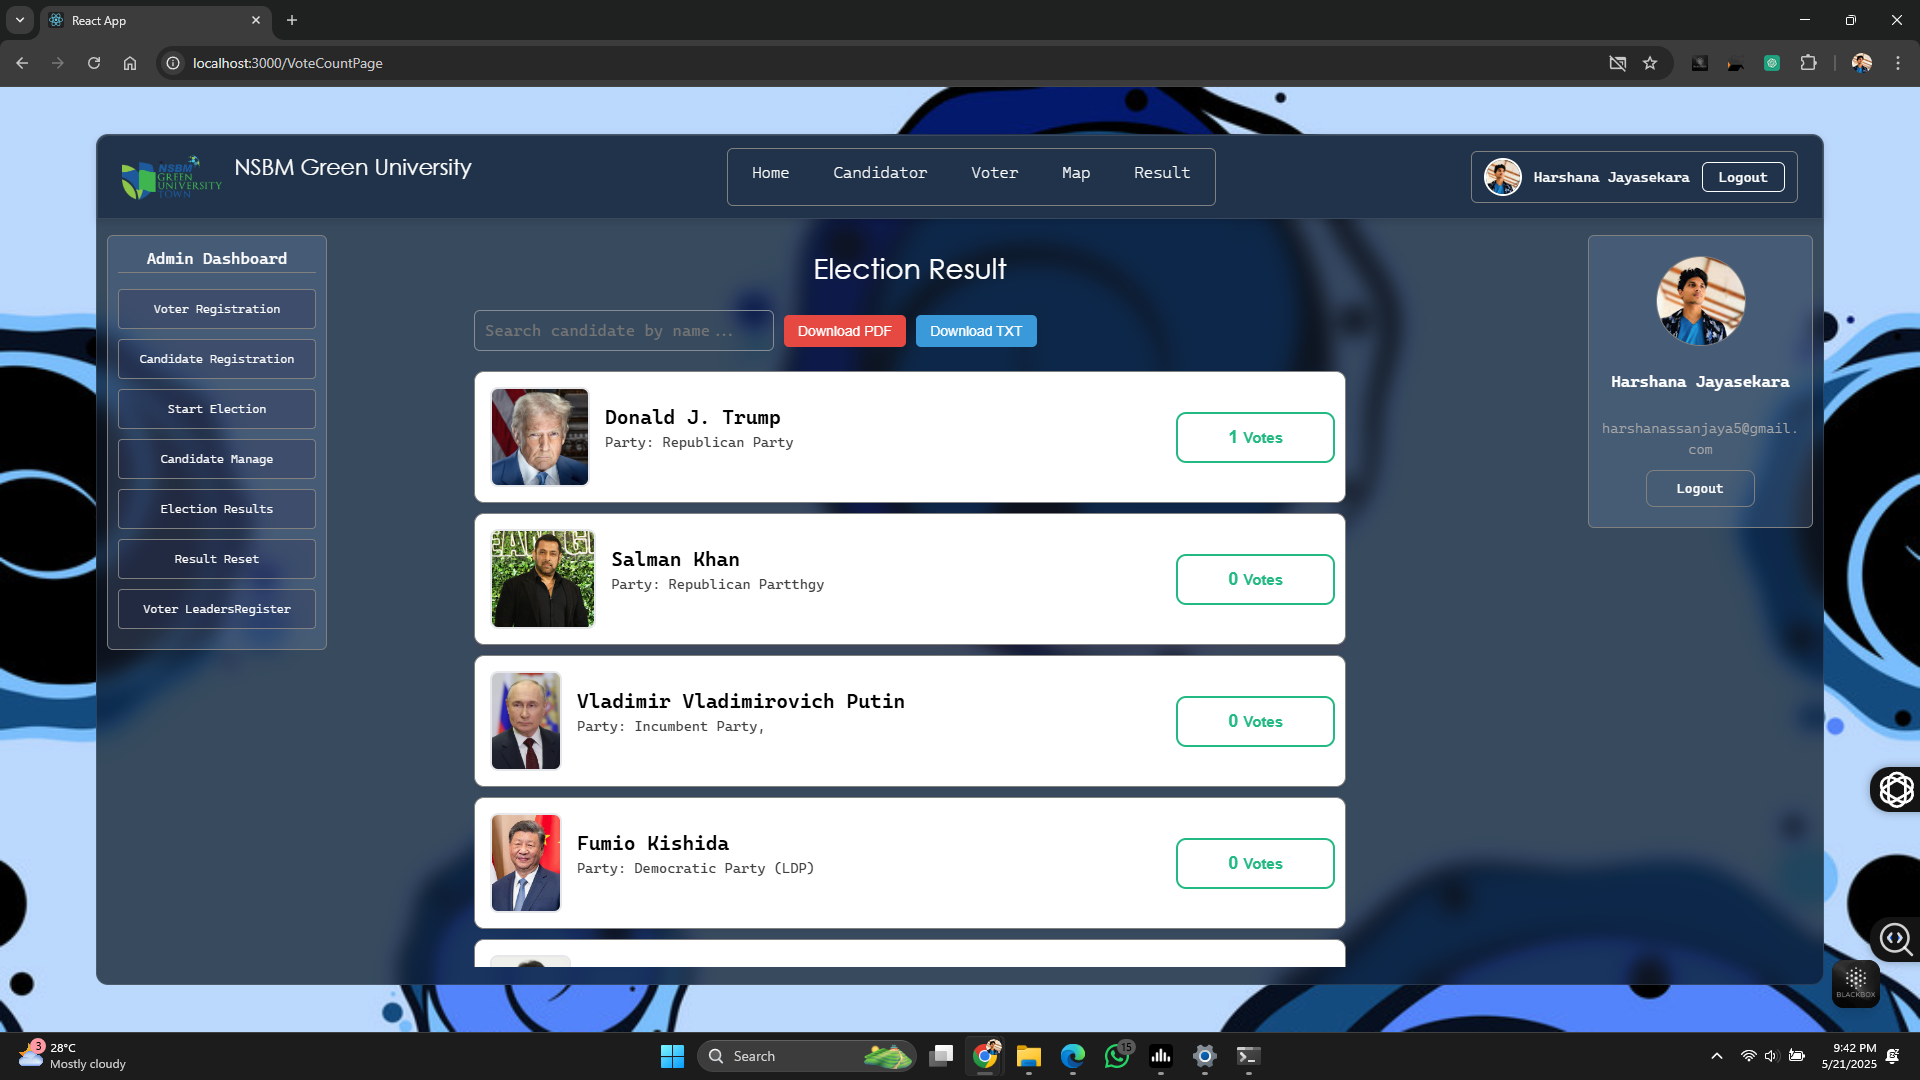 React App
localhost:3000/VoteCountPage
NSBM
GREEN
UNIVERSITY
TOWN
NSBM Green University
Home
Candidator
Voter
Map
Result
Harshana Jayasekara
Logout
Admin Dashboard
Voter Registration
Candidate Registration
Start Election
Candidate Manage
Election Results
Result Reset
Voter LeadersRegister
Election Result
Search candidate by name...
Download PDF
Download TXT
Donald J. Trump
Party: Republican Party
1 Votes
Salman Khan
Party: Republican Partthgy
0 Votes
Vladimir Vladimirovich Putin
Party: Incumbent Party,
0 Votes
Fumio Kishida
Party: Democratic Party (LDP)
0 Votes
Harshana Jayasekara
harshanassanjaya5@gmail.
com
Logout
BLACKBOX
3
28°C
Mostly cloudy
Search
15
9:42 PM
5/21/2025